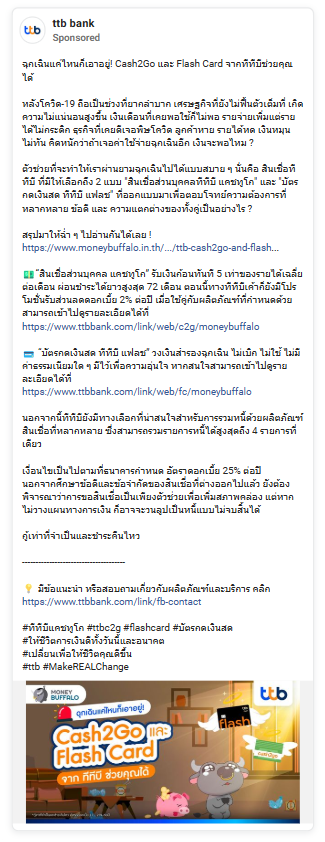 ttb bank
Sponsored
ฉุกเฉินแค่ไหนก็เอาอยู่! Cash2Go และ Flash Card จากทีทีบีช่วยคุณ
ได้
หลังโควิด-19 ถือเป็นช่วงที่ยากลำบาก เศรษฐกิจที่ยังไม่ฟื้นตัวเต็มที่ เกิด
ความไม่แน่นอนสูงขึ้น เงินเดือนที่เคยพอใช้ก็ไม่พอ รายจ่ายเพิ่มแต่ราย
ได้ไม่กระดิก ธุรกิจที่เคยดีเจอพิษโควิด ลูกค้าหาย รายได้หด เงินหมุน
ไม่ทัน คิดหนักกว่าถ้าเจอค่าใช้จ่ายฉุกเฉินอีก เงินจะพอไหม ?
ตัวช่วยที่จะทำให้เราผ่านยามฉุกเฉินไปได้แบบสบาย ๆ นั่นคือ สินเชื่อที
ทีบี ที่มีให้เลือกถึง 2 แบบ "สินเชื่อส่วนบุคคลทีทีบี แคชทูโก" และ "บัตร
กดเงินสด ทีทีบี แฟลช" ที่ออกแบบมาเพื่อตอบโจทย์ความต้องการที่
หลากหลาย ข้อดี และ ความแตกต่างของทั้งคู่เป็นอย่างไร ?
สรุปมาให้ฉ่ำ ๆ ไปอ่านกันได้เลย !
https://www.moneybuffalo.in.th/.../ttb-cash2go-and-flash...
💵 "สินเชื่อส่วนบุคคล แคชทูโก" รับเงินก้อนทันที 5 เท่าของรายได้เฉลี่ย
ต่อเดือน ผ่อนชำระได้ยาวสูงสุด 72 เดือน ตอนนี้ทางทีทีบีเค้าก็ยังมีโปร
โมชั่นรับส่วนลดดอกเบี้ย 2% ต่อปี เมื่อใช้คู่กับผลิตภัณฑ์ที่กำหนดด้วย
สามารถเข้าไปดูรายละเอียดได้ที่
https://www.ttbbank.com/link/web/c2g/moneybuffalo
💳 "บัตรกดเงินสด ทีทีบี แฟลช" วงเงินสำรองฉุกเฉิน ไม่เบิก ไม่ใช้ ไม่มี
ค่าธรรมเนียมใด ๆ มีไว้เพื่อความอุ่นใจ หากสนใจสามารถเข้าไปดูราย
ละเอียดได้ที่
https://www.ttbbank.com/link/web/fc/moneybuffalo
นอกจากนี้ทีทีบียังมีทางเลือกที่น่าสนใจสำหรับการรวมหนี้ด้วยผลิตภัณฑ์
สินเชื่อที่หลากหลาย ซึ่งสามารถรวมรายการหนี้ได้สูงสุดถึง 4 รายการที่
เดียว
เงื่อนไขเป็นไปตามที่ธนาคารกำหนด อัตราดอกเบี้ย 25% ต่อปี
นอกจากศึกษาข้อดีและข้อจำกัดของสินเชื่อที่ต่างออกไปแล้ว ยังต้อง
พิจารณาว่าการขอสินเชื่อเป็นเพียงตัวช่วยเพื่อเพิ่มสภาพคล่อง แต่หาก
ไม่วางแผนทางการเงิน ก็อาจจะวนลูปเป็นหนี้แบบไม่จบสิ้นได้
กู้เท่าที่จำเป็นและชำระคืนไหว
------------------------------------
💡 มีข้อแนะนำ หรือสอบถามเกี่ยวกับผลิตภัณฑ์และบริการ คลิก
https://www.ttbbank.com/link/fb-contact
#ทีทีบีแคชทูโก #ttbc2g #flashcard #บัตรกดเงินสด
#ให้ชีวิตการเงินดีทั้งวันนี้และอนาคต
#เปลี่ยนเพื่อให้ชีวิตคุณดีขึ้น
#ttb #MakeREALChange
MONEY
BUFFALO
ttb
ฉุกเฉินแค่ไหนก็เอาอยู่!
Cash2Go และ
Flash Card
จาก ทีทีบี ช่วยคุณได้
flash
cash2go